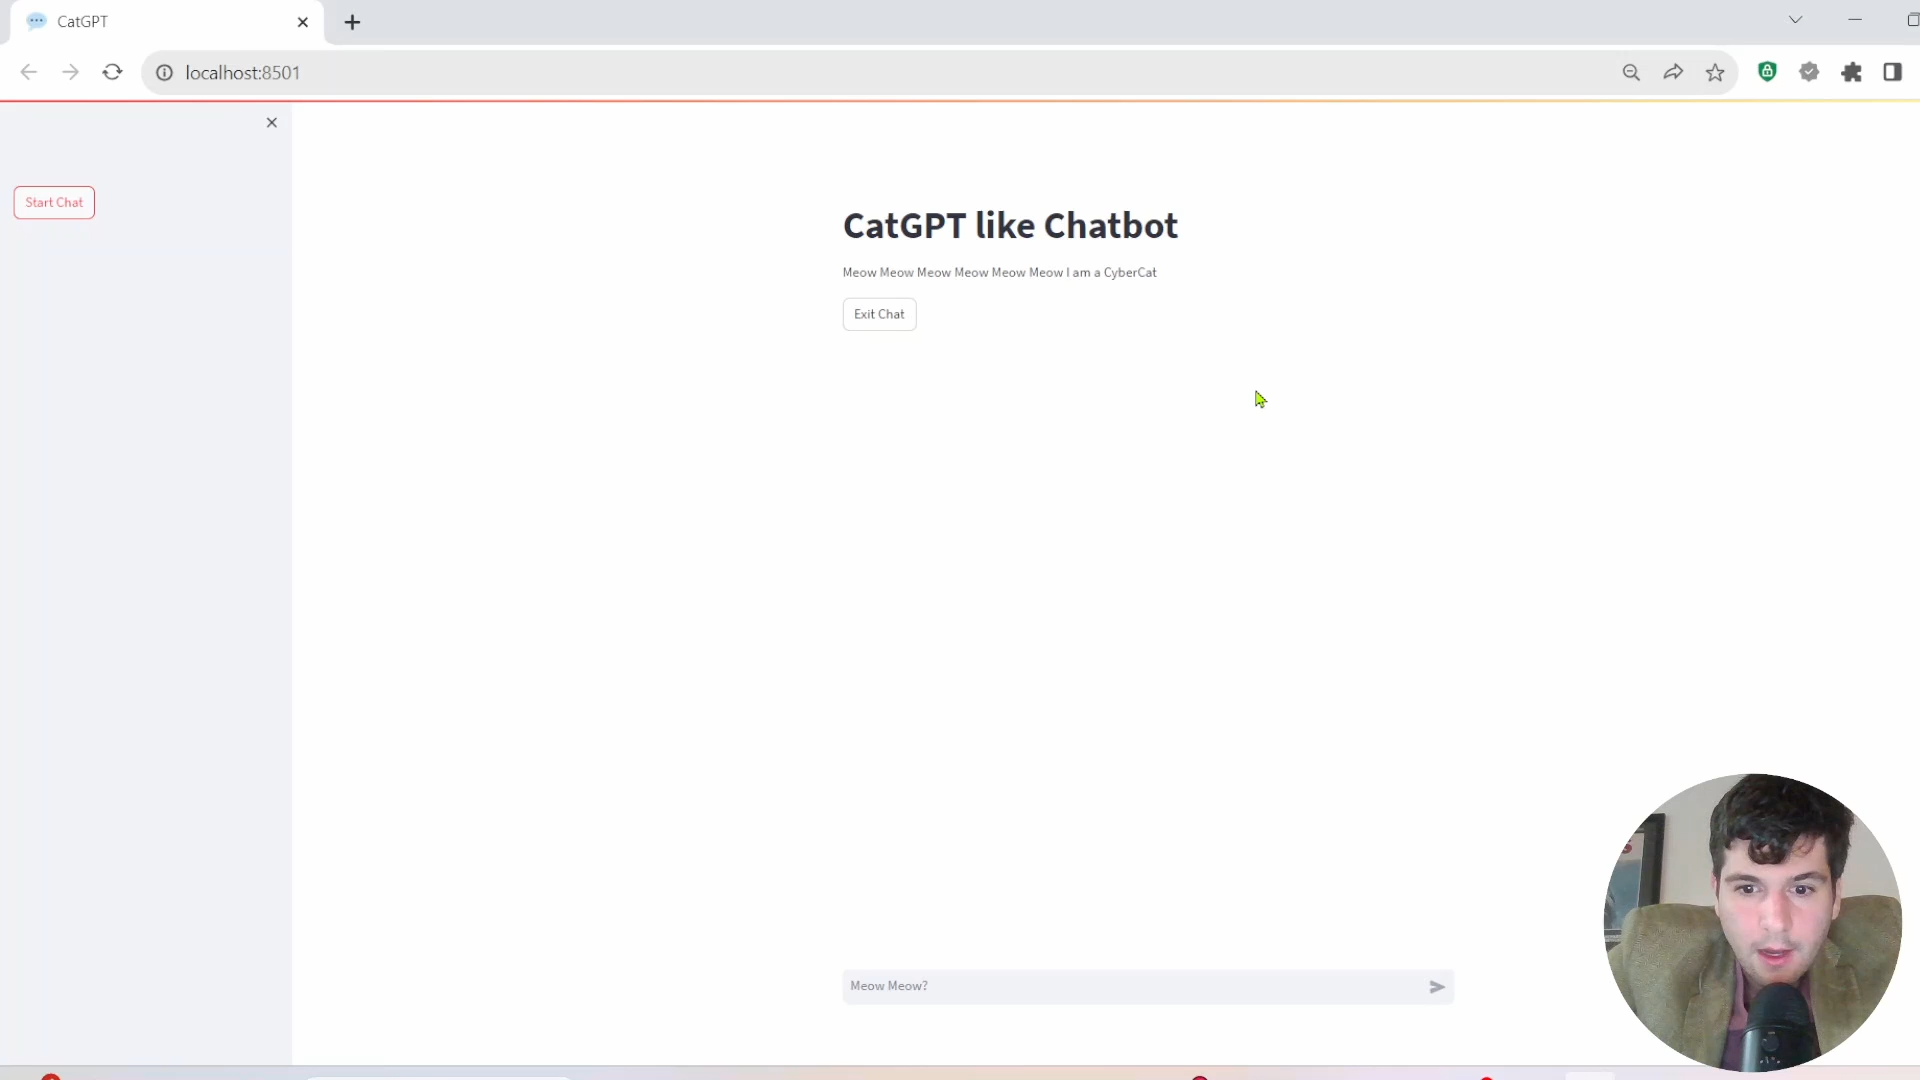 CatGPT
localhost:8501
Start Chat
CatGPT like Chatbot
Meow Meow Meow Meow Meow Meow I am a CyberCat
Exit Chat
Meow Meow?